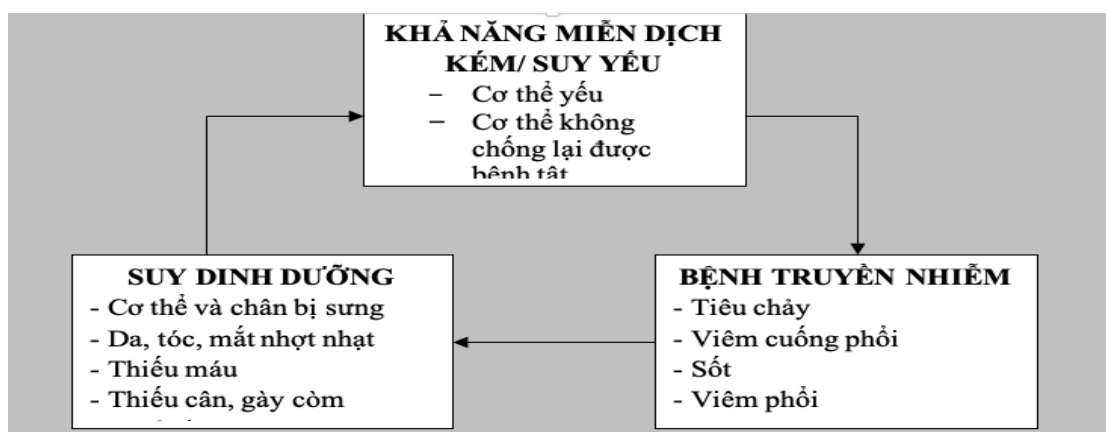 KHẢ NĂNG MIỄN DỊCH
KÉM/ SUY YẾU
– Cơ thể yếu
– Cơ thể không
chống lại được
bệnh tật
SUY DINH DƯỠNG
- Cơ thể và chân bị sưng
- Da, tóc, mắt nhợt nhạt
- Thiếu máu
- Thiếu cân, gày còm
BỆNH TRUYỀN NHIỄM
- Tiêu chảy
- Viêm cuống phổi
- Sốt
- Viêm phổi